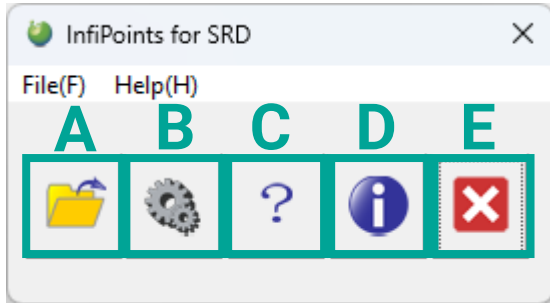 InfiPoints for SRD
File(F) Help(H)
A B C D E
?
i